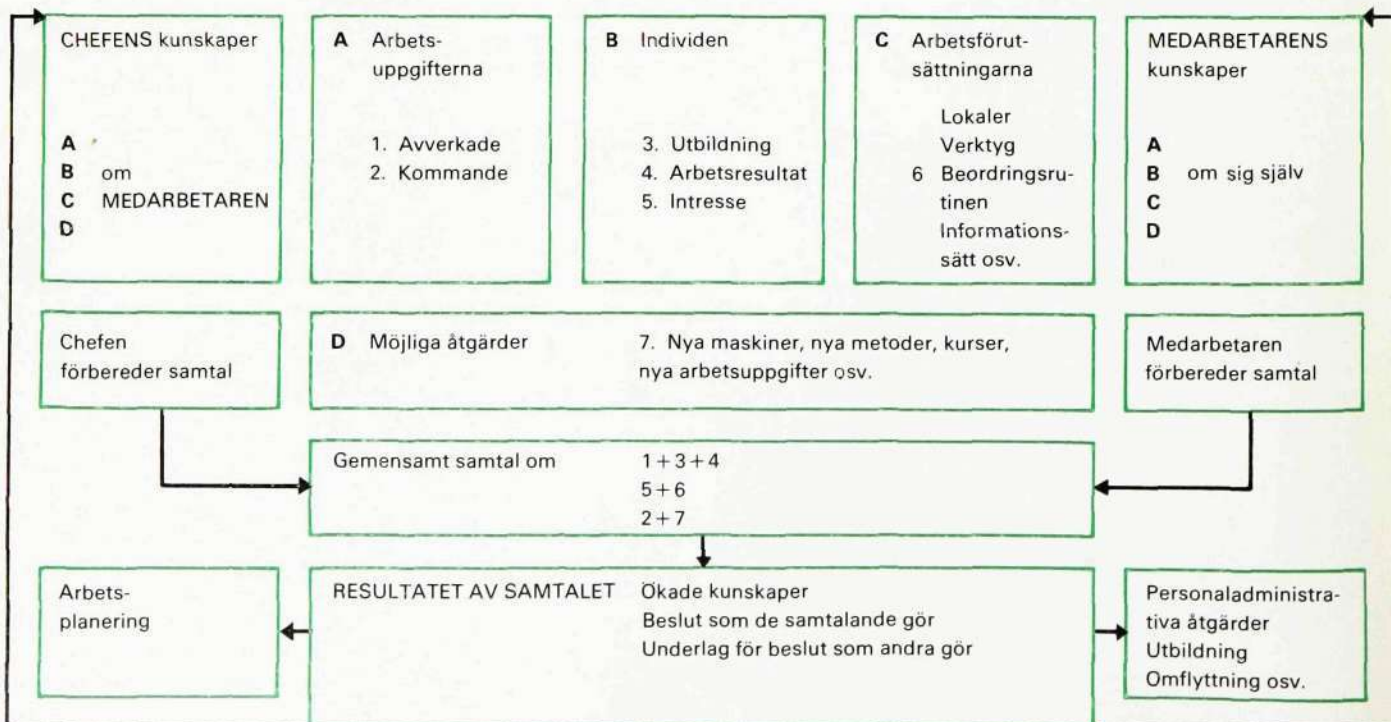 CHEFENS kunskaper
A
B om
C MEDARBETAREN
D
A Arbets-
uppgifterna
1. Avverkade
2. Kommande
B Individen
3. Utbildning
4. Arbetsresultat
5. Intresse
C Arbetsförut-
sättningarna
Lokaler
Verktyg
6 Beordringsru-
tinen
Informations-
sätt osv.
MEDARBETARENS
kunskaper
A
B om sig själv
C
D
Chefen
förbereder samtal
D Möjliga åtgärder
7. Nya maskiner, nya metoder, kurser,
nya arbetsuppgifter osv.
Medarbetaren
förbereder samtal
Gemensamt samtal om
1 + 3 + 4
5 + 6
2 + 7
Arbets-
planering
RESULTATET AV SAMTALET
Ökade kunskaper
Beslut som de samtalande gör
Underlag för beslut som andra gör
Personaladministra-
tiva åtgärder
Utbildning
Omflyttning osv.